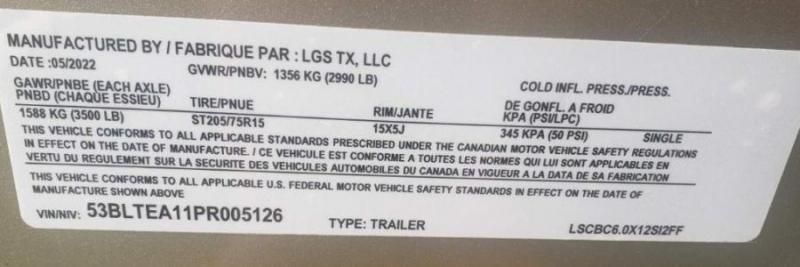 MANUFACTURED BY / FABRIQUE PAR : LGS TX, LLC
DATE :05/2022 GVWR/PNBV: 1356 KG (2990 LB)
GAWR/PNBE (EACH AXLE) COLD INFL. PRESS./PRESS.
PNBD (CHAQUE ESSIEU) TIRE/PNUE RIM/JANTE DE GONFL. A FROID
KPA (PSI/LPC)
1588 KG (3500 LB) ST205/75R15 15X5J 345 KPA (50 PSI) SINGLE
THIS VEHICLE CONFORMS TO ALL APPLICABLE STANDARDS PRESCRIBED UNDER THE CANADIAN MOTOR VEHICLE SAFETY REGULATIONS
IN EFFECT ON THE DATE OF MANUFACTURE. / CE VEHICULE EST CONFORME A TOUTES LES NORMES QUI LUI SONT APPLICABLES EN
VERTU DU REGULEMENT SUR LA SECURITE DES VEHICLES AUTOMOBILES DU CANADA EN VIGUEUR A LA DATA DE SA FABRICATION
THIS VEHICLE CONFORMS TO ALL APPLICABLE U.S. FEDERAL MOTOR VEHICLE SAFETY STANDARDS IN EFFECT ON THE DATE OF
MANUFACTURE SHOWN ABOVE
VIN/NIV: 53BLTEA11PR005126 TYPE: TRAILER LSCBC6.0X12SI2FF